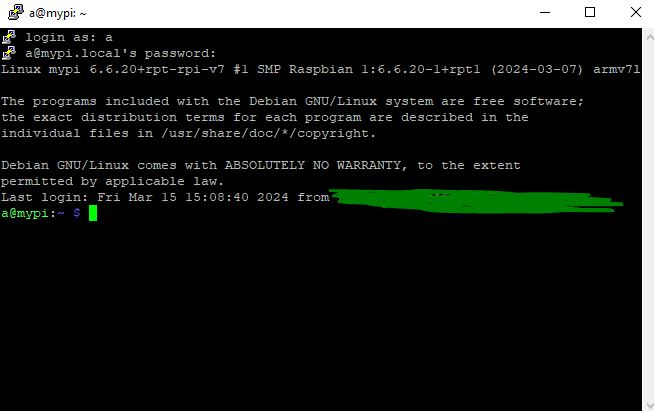 a@mypi: ~
login as: a
a@mypi.local's password:
Linux mypi 6.6.20+rpt-rpi-v7 #1 SMP Raspbian 1:6.6.20-1+rpt1 (2024-03-07) armv7l

The programs included with the Debian GNU/Linux system are free software;
the exact distribution terms for each program are described in the
individual files in /usr/share/doc/*/copyright.

Debian GNU/Linux comes with ABSOLUTELY NO WARRANTY, to the extent
permitted by applicable law.
Last login: Fri Mar 15 15:08:40 2024 from
a@mypi:~ $